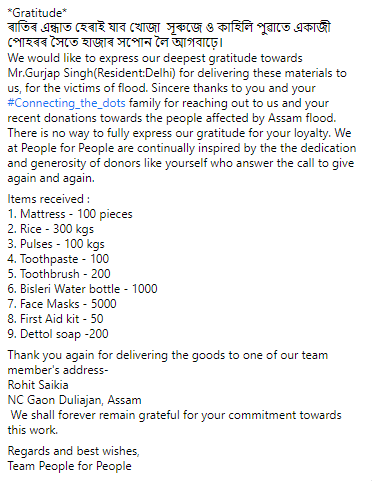 *Gratitude*
ৰাতিৰ এন্ধাত হেৰাই যাব খোজা সূৰুজে ও কাহিলি পুৱাতে একাজী
পোহৰৰ সৈতে হাজাৰ সপোন লৈ আগবাঢ়ে।
We would like to express our deepest gratitude towards
Mr.Gurjap Singh(Resident:Delhi) for delivering these materials to
us, for the victims of flood. Sincere thanks to you and your
#Connecting_the_dots family for reaching out to us and your
recent donations towards the people affected by Assam flood.
There is no way to fully express our gratitude for your loyalty. We
at People for People are continually inspired by the the dedication
and generosity of donors like yourself who answer the call to give
again and again.
Items received :
1. Mattress - 100 pieces
2. Rice - 300 kgs
3. Pulses - 100 kgs
4. Toothpaste - 100
5. Toothbrush - 200
6. Bisleri Water bottle - 1000
7. Face Masks - 5000
8. First Aid kit - 50
9. Dettol soap -200
Thank you again for delivering the goods to one of our team
member's address-
Rohit Saikia
NC Gaon Duliajan, Assam
We shall forever remain grateful for your commitment towards
this work.
Regards and best wishes,
Team People for People